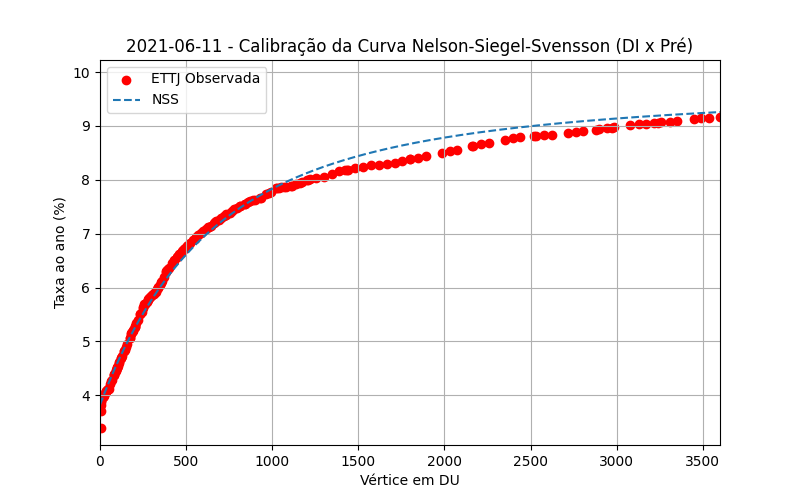 2021-06-11 - Calibração da Curva Nelson-Siegel-Svensson (DI x Pré)
ETTJ Observada
NSS
Taxa ao ano (%)
10
9
8
7
6
5
4
0 500 1000 1500 2000 2500 3000 3500
Vértice em DU